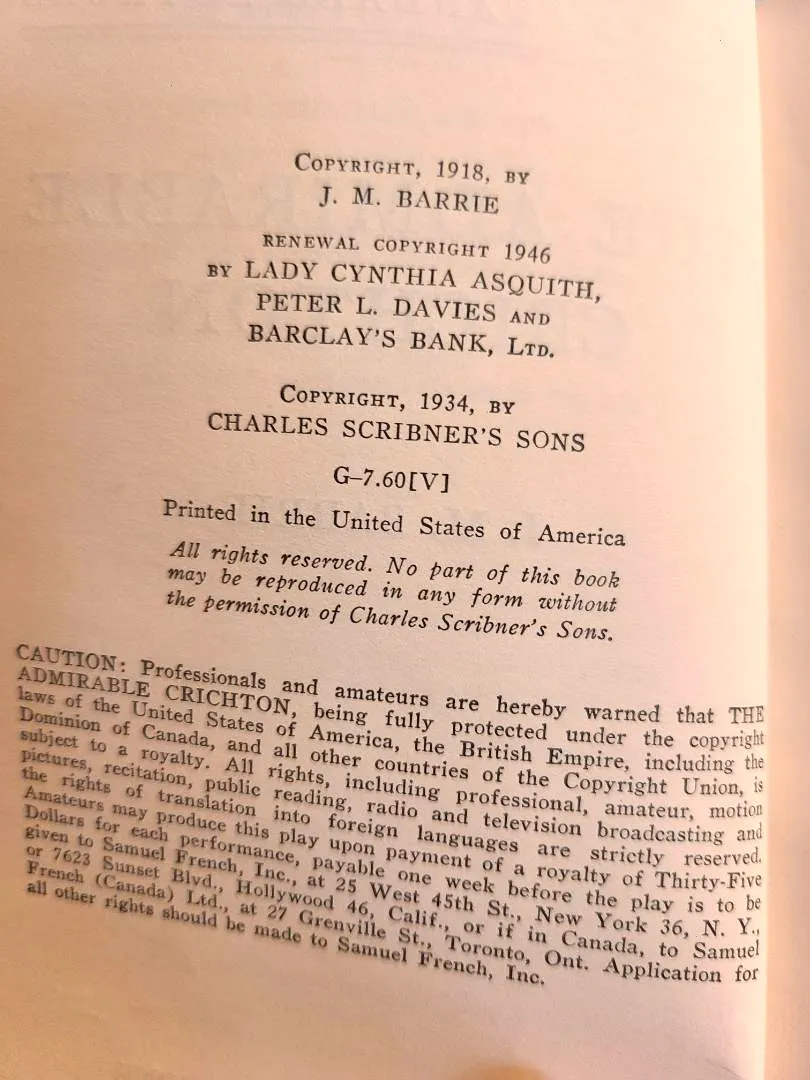 COPYRIGHT, 1918, BY
J. M. BARRIE
RENEWAL COPYRIGHT 1946
BY LADY CYNTHIA ASQUITH,
PETER L. DAVIES AND
BARCLAY'S BANK, LTD.
COPYRIGHT, 1934, BY
CHARLES SCRIBNER'S SONS
G–7.60[V]
Printed in the United States of America
All rights reserved. No part of this book
may be reproduced in any form without
the permission of Charles Scribner's Sons.
CAUTION: Professionals and amateurs are hereby warned that THE
ADMIRABLE CRICHTON, being fully protected under the copyright
laws of the United States of America, the British Empire, including the
Dominion of Canada, and all other countries of the Copyright Union, is
subject to a royalty. All rights, including professional, amateur, motion
pictures, recitation, public reading, radio and television broadcasting and
the rights of translation into foreign languages are strictly reserved.
Amateurs may produce this play upon payment of a royalty of Thirty-Five
Dollars for each performance, payable one week before the play is to be
given to Samuel French, Inc., at 25 West 45th St., New York 36, N. Y.,
or 7623 Sunset Blvd., Hollywood 46, Calif., or if in Canada, to Samuel
French (Canada) Ltd., at 27 Grenville St., Toronto, Ont. Application for
all other rights should be made to Samuel French, Inc.